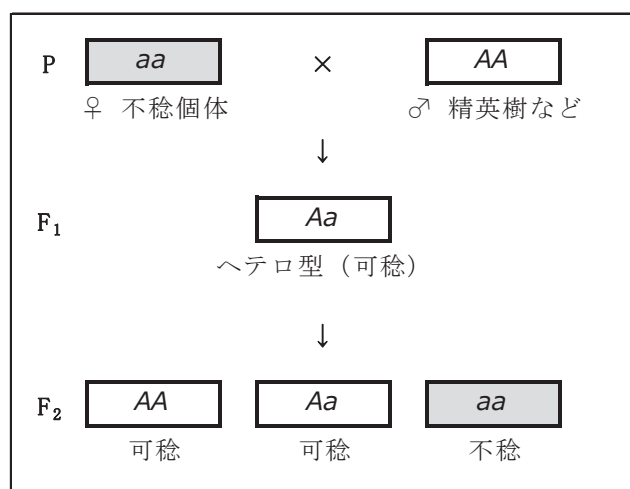 P aa × AA
♀ 不稔個体 ♂ 精英樹など
↓
F₁ Aa
ヘテロ型（可稔）
↓
F₂ AA Aa aa
可稔 可稔 不稔